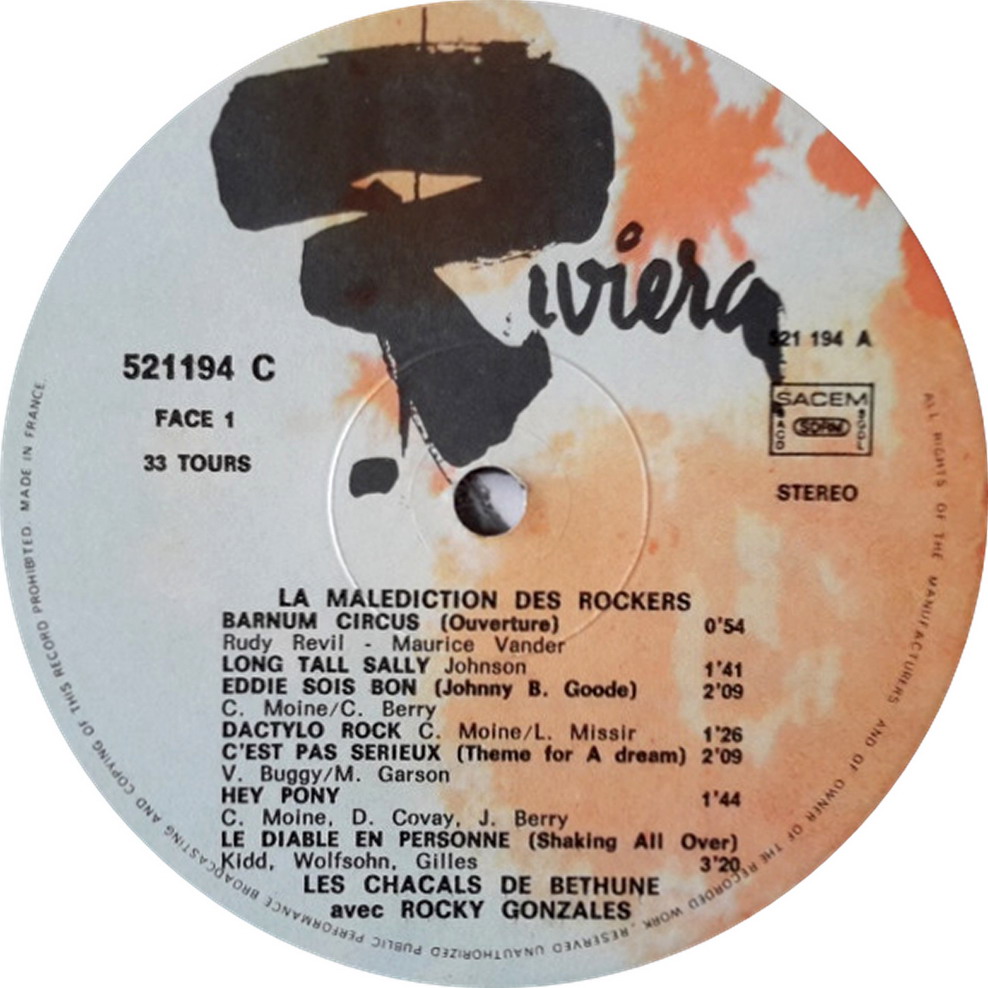 Riviera
521 194 A
521194 C
SACEM
SACD
SDRM
SGDL
FACE 1
33 TOURS
STEREO
LA MALEDICTION DES ROCKERS
BARNUM CIRCUS (Ouverture) 0'54
Rudy Revil - Maurice Vander
LONG TALL SALLY Johnson 1'41
EDDIE SOIS BON (Johnny B. Goode) 2'09
C. Moine/C. Berry
DACTYLO ROCK C. Moine/L. Missir 1'26
C'EST PAS SERIEUX (Theme for A dream) 2'09
V. Buggy/M. Garson
HEY PONY 1'44
C. Moine, D. Covay, J. Berry
LE DIABLE EN PERSONNE (Shaking All Over)
Kidd, Wolfsohn, Gilles 3'20
LES CHACALS DE BETHUNE
avec ROCKY GONZALES
ALL RIGHTS OF THE MANUFACTURERS AND OF OWNER OF THE RECORDED WORK. RESERVED UNAUTHORIZED PUBLIC PERFORMANCE BROADCASTING AND COPYING OF THIS RECORD PROHIBITED. MADE IN FRANCE.